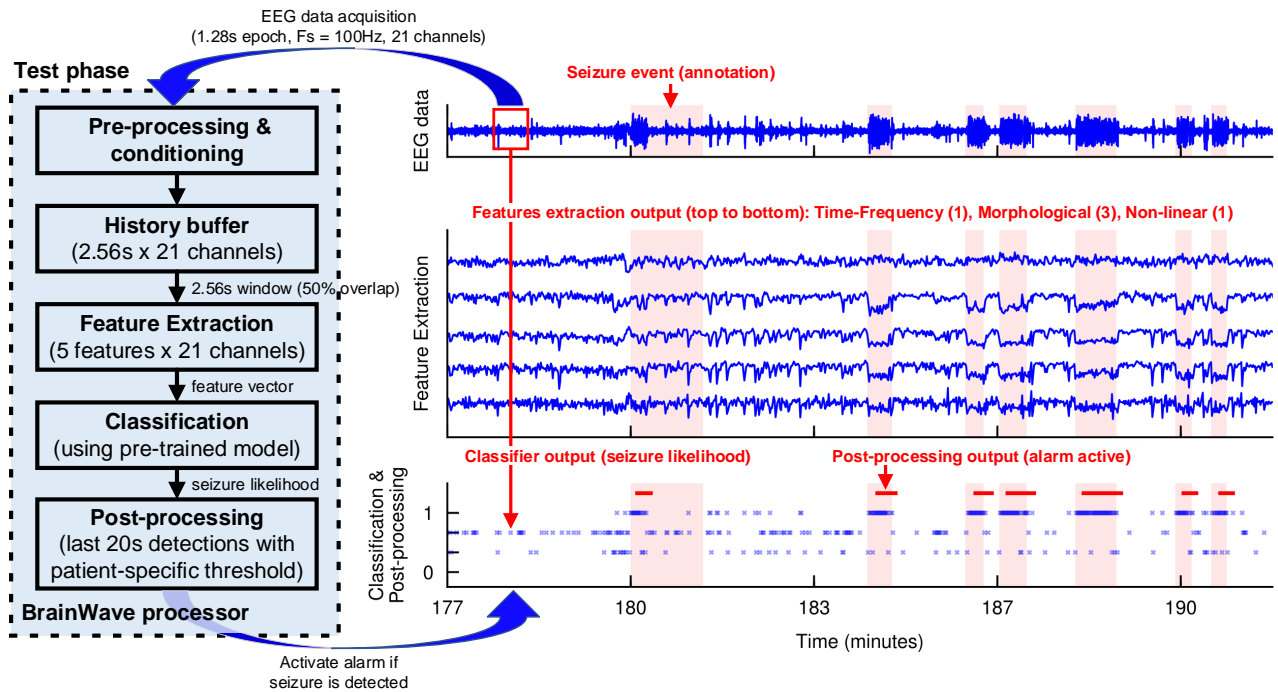 EEG data acquisition
(1.28s epoch, Fs = 100Hz, 21 channels)
Test phase
Pre-processing &
conditioning
History buffer
(2.56s x 21 channels)
2.56s window (50% overlap)
Feature Extraction
(5 features x 21 channels)
feature vector
Classification
(using pre-trained model)
seizure likelihood
Post-processing
(last 20s detections with
patient-specific threshold)
BrainWave processor
Activate alarm if
seizure is detected
Seizure event (annotation)
EEG data
Features extraction output (top to bottom): Time-Frequency (1), Morphological (3), Non-linear (1)
Feature Extraction
Classifier output (seizure likelihood)
Post-processing output (alarm active)
Classification &
Post-processing
1
0
177 180 183 187 190
Time (minutes)